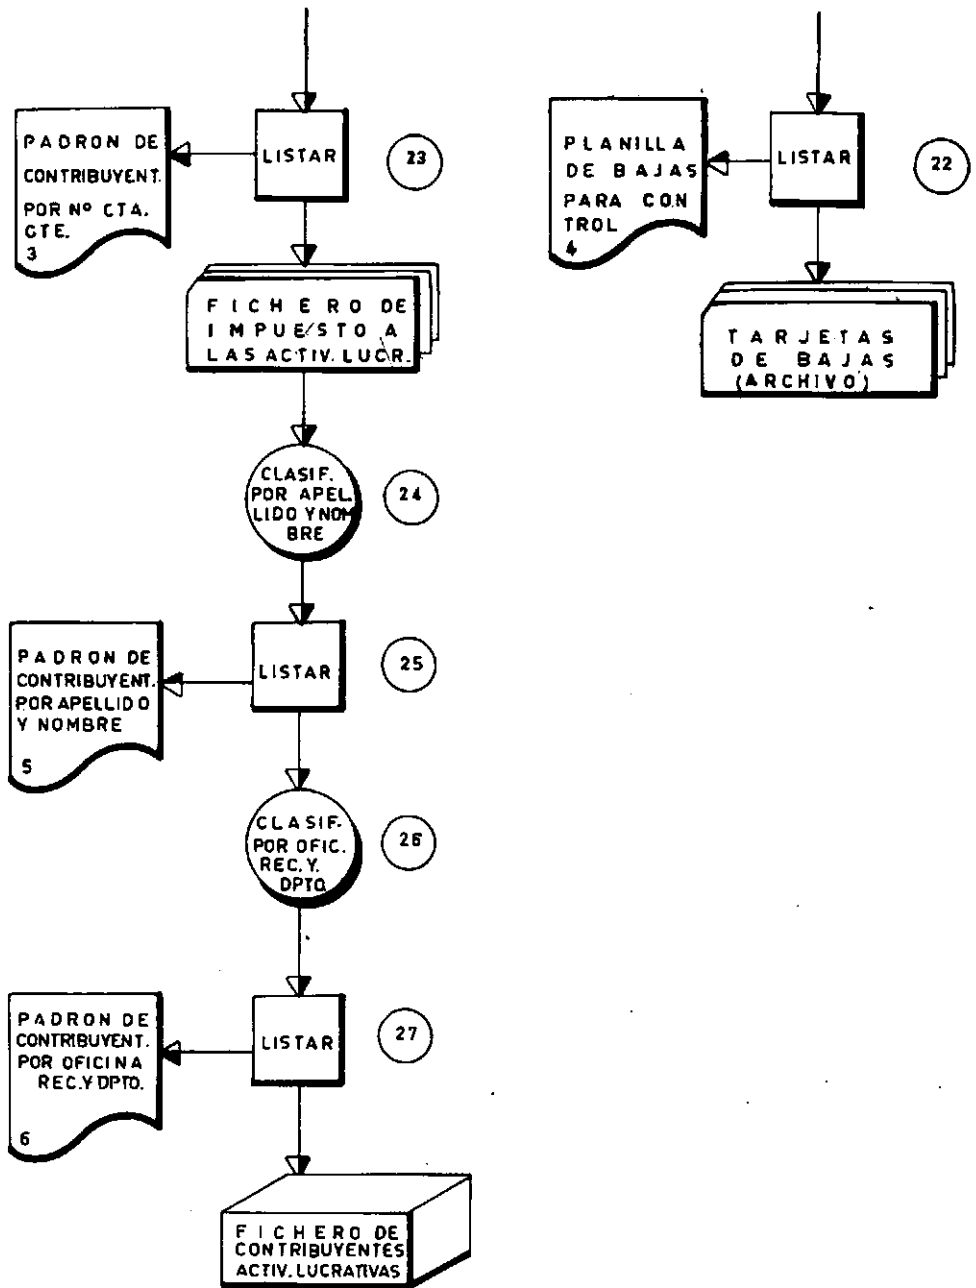 PADRON DE
CONTRIBUYENT.
POR Nº CTA.
CTE.
3
LISTAR
23
FICHERO DE
IMPUESTO A
LAS ACTIV. LUCR.
CLASIF.
POR APEL.
LIDO Y NOM
BRE
24
PADRON DE
CONTRIBUYENT.
POR APELLIDO
Y NOMBRE
5
LISTAR
25
CLASIF.
POR OFIC.
REC. Y.
DPTO.
26
PADRON DE
CONTRIBUYENT.
POR OFICINA
REC. Y DPTO.
6
LISTAR
27
FICHERO DE
CONTRIBUYENTES
ACTIV. LUCRATIVAS
PLANILLA
DE BAJAS
PARA CON
TROL
4
LISTAR
22
TARJETAS
DE BAJAS
(ARCHIVO)